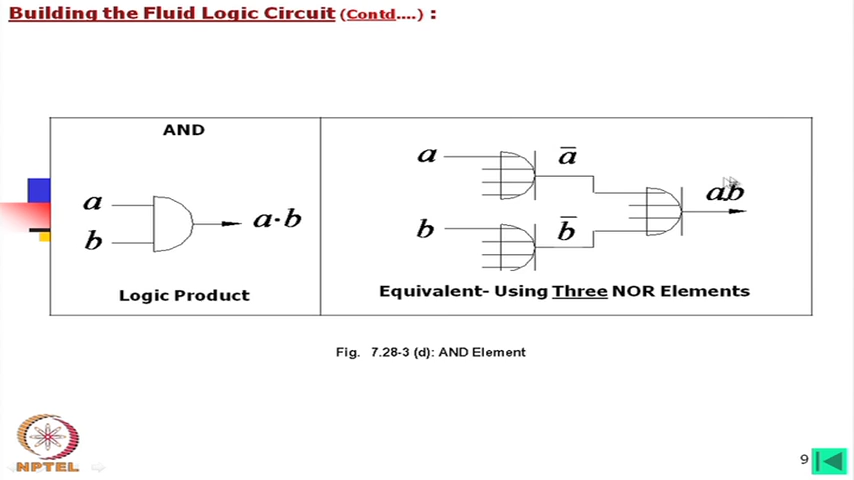 Building the Fluid Logic Circuit (Contd....) :
AND
a
b
a·b
Logic Product
a
a̅
b
b̅
a.b
Equivalent- Using Three NOR Elements
Fig. 7.28-3 (d): AND Element
NPTEL
9